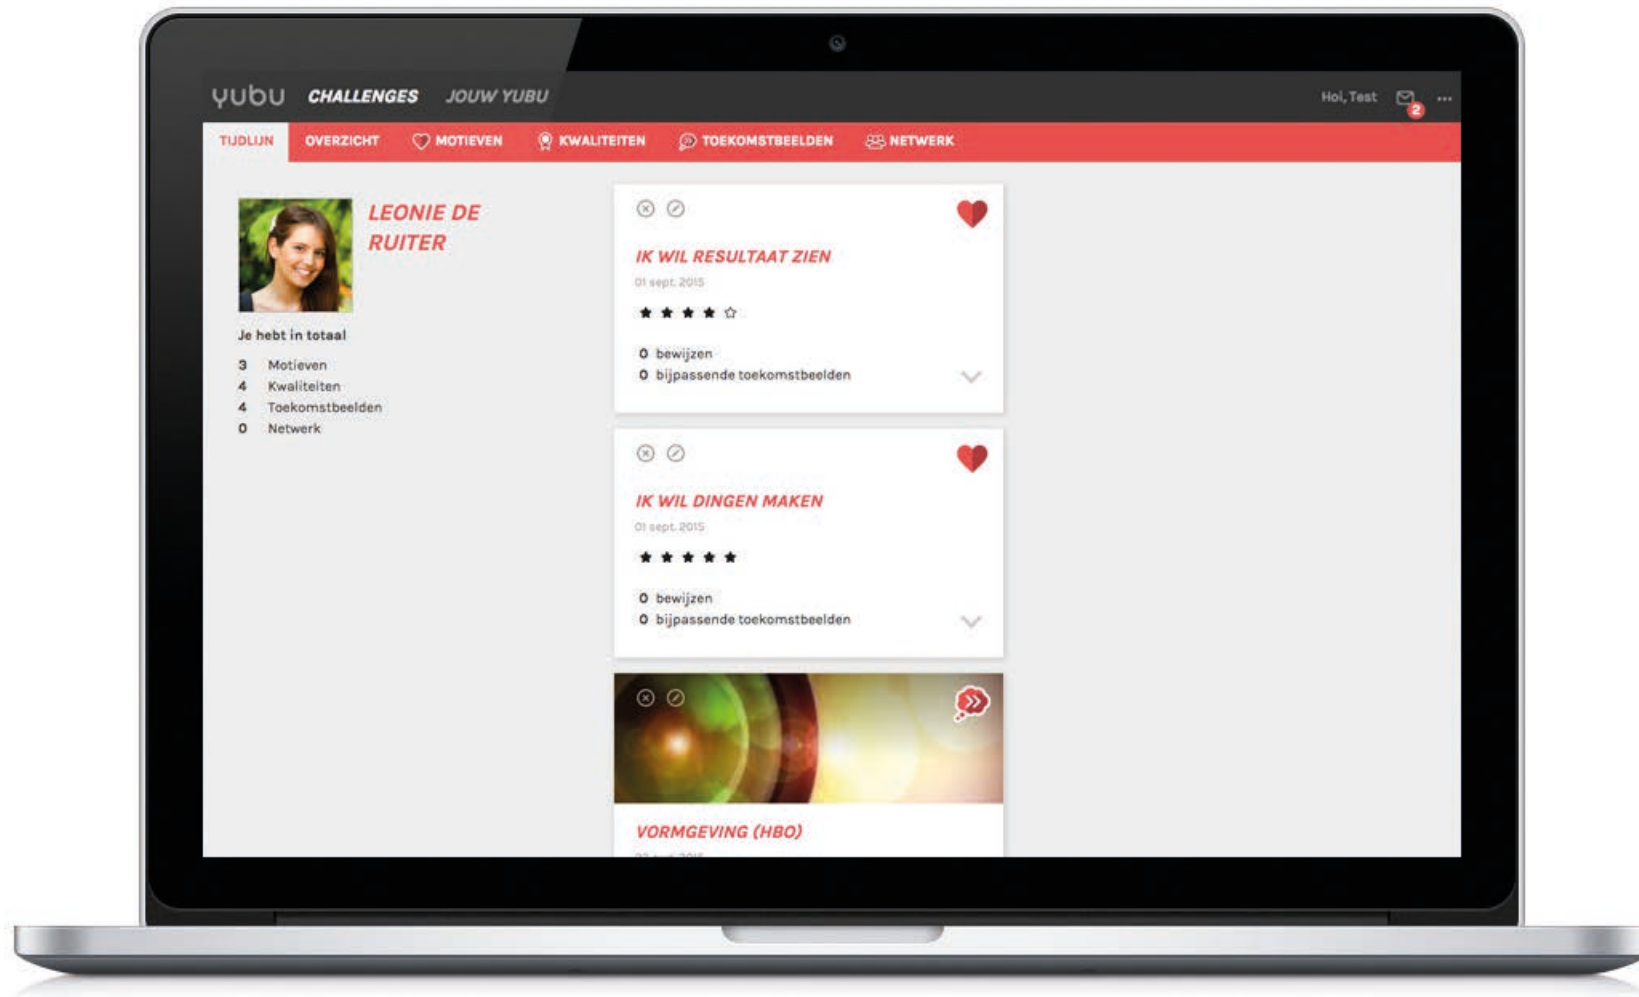 yubu CHALLENGES JOUW YUBU Hoi, Test 2
TIJDLIJN OVERZICHT MOTIEVEN KWALITEITEN TOEKOMSTBEELDEN NETWERK
LEONIE DE
RUITER
Je hebt in totaal
3 Motieven
4 Kwaliteiten
4 Toekomstbeelden
0 Netwerk
IK WIL RESULTAAT ZIEN
01 sept. 2015
0 bewijzen
0 bijpassende toekomstbeelden
IK WIL DINGEN MAKEN
01 sept. 2015
0 bewijzen
0 bijpassende toekomstbeelden
VORMGEVING (HBO)